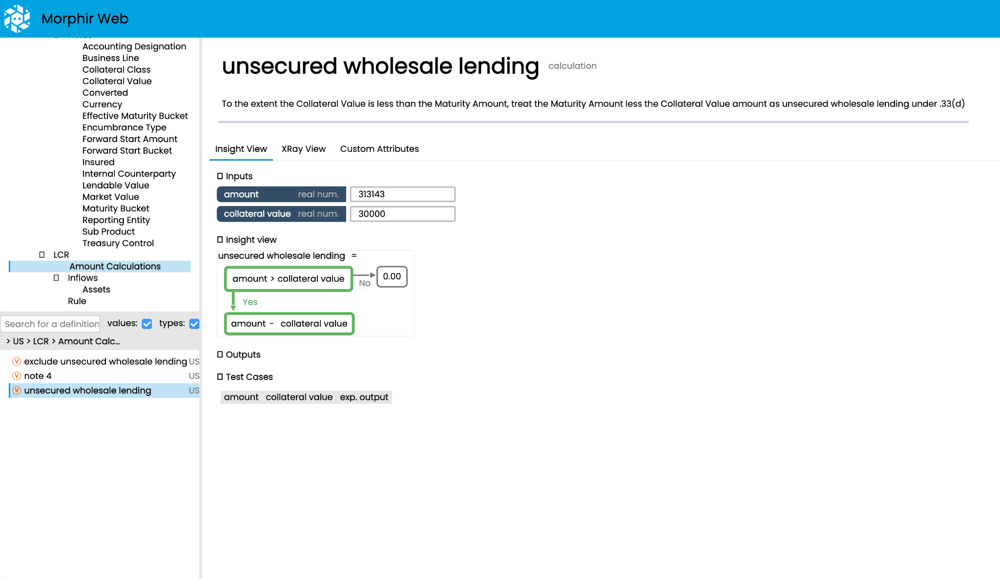 Morphir Web
Accounting Designation
Business Line
Collateral Class
Collateral Value
Converted
Currency
Effective Maturity Bucket
Encumbrance Type
Forward Start Amount
Forward Start Bucket
Insured
Internal Counterparty
Lendable Value
Market Value
Maturity Bucket
Reporting Entity
Sub Product
Treasury Control
LCR
Amount Calculations
Inflows
Assets
Rule
Search for a definition values: types:
> US > LCR > Amount Calc...
V exclude unsecured wholesale lending US
V note 4 US
V unsecured wholesale lending US
unsecured wholesale lending calculation
To the extent the Collateral Value is less than the Maturity Amount, treat the Maturity Amount less the Collateral Value amount as unsecured wholesale lending under .33(d)
Insight View XRay View Custom Attributes
Inputs
amount real num. 313143
collateral value real num. 30000
Insight view
unsecured wholesale lending =
amount > collateral value No 0.00
Yes
amount - collateral value
Outputs
Test Cases
amount collateral value exp. output